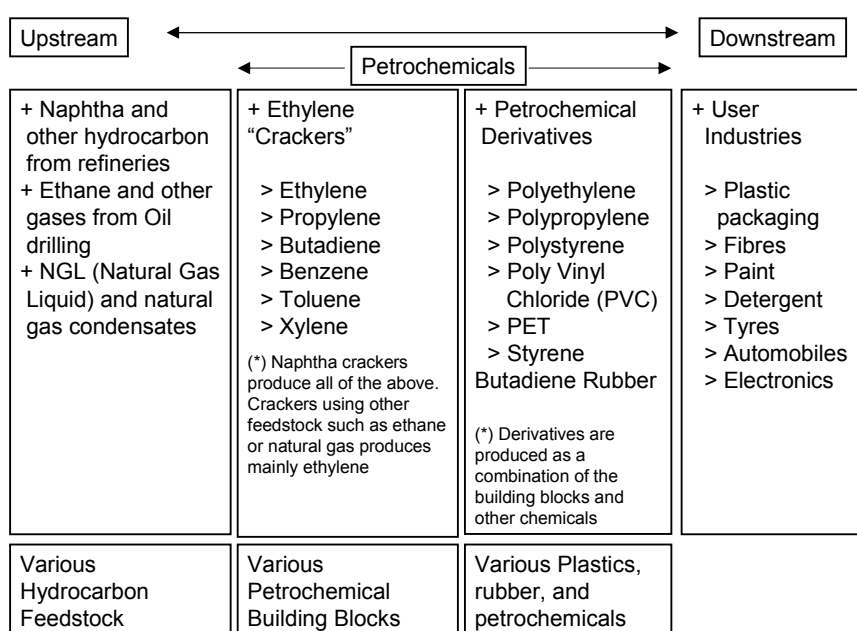 Upstream
Downstream
Petrochemicals
+ Naphtha and
other hydrocarbon
from refineries
+ Ethane and other
gases from Oil
drilling
+ NGL (Natural Gas
Liquid) and natural
gas condensates
+ Ethylene
“Crackers”
> Ethylene
> Propylene
> Butadiene
> Benzene
> Toluene
> Xylene
(*) Naphtha crackers
produce all of the above.
Crackers using other
feedstock such as ethane
or natural gas produces
mainly ethylene
+ Petrochemical
Derivatives
> Polyethylene
> Polypropylene
> Polystyrene
> Poly Vinyl
Chloride (PVC)
> PET
> Styrene
Butadiene Rubber
(*) Derivatives are
produced as a
combination of the
building blocks and
other chemicals
+ User
Industries
> Plastic
packaging
> Fibres
> Paint
> Detergent
> Tyres
> Automobiles
> Electronics
Various
Hydrocarbon
Feedstock
Various
Petrochemical
Building Blocks
Various Plastics,
rubber, and
petrochemicals